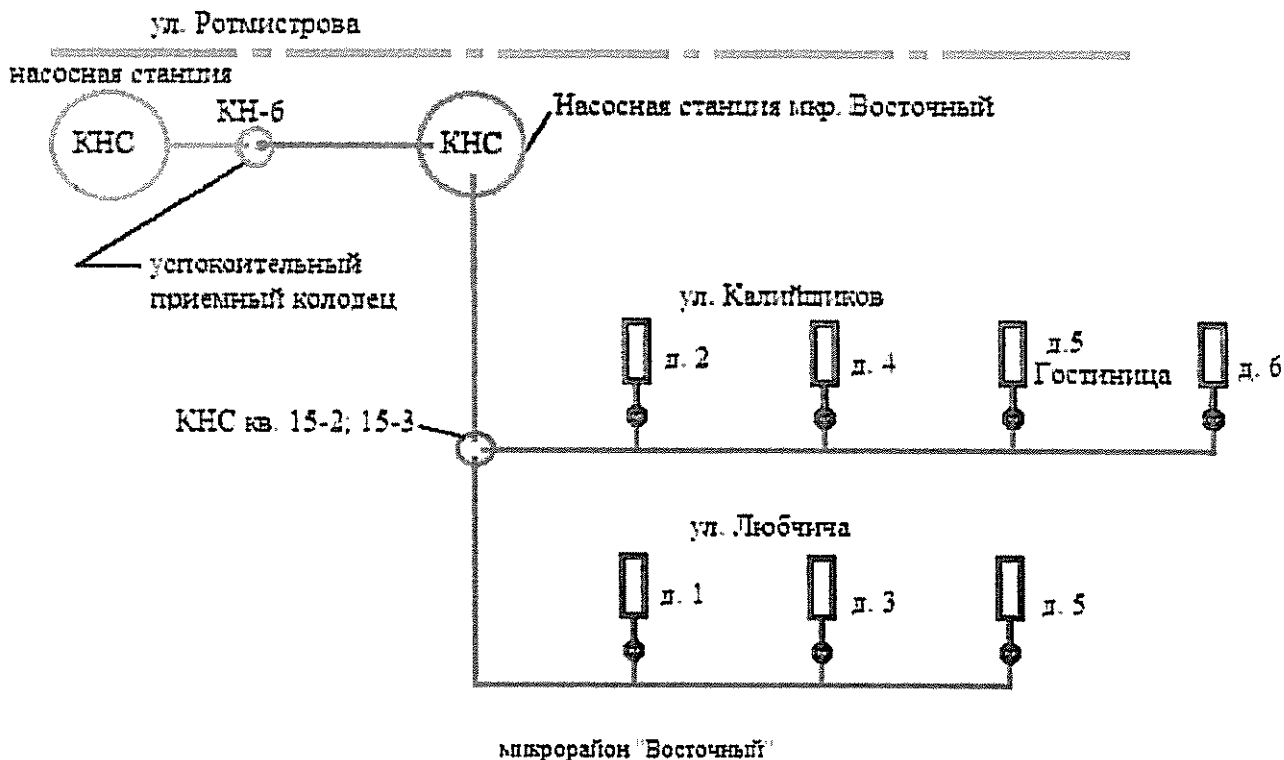 ул. Ротмистрова
насосная станция
КН-6
КНС
КНС
Насосная станция мкр. Восточный
успокоительный
приемный колодец
ул. Калийщиков
д. 2
д. 4
д.5
Гостиница
д. 6
КНС кв. 15-2; 15-3
ул. Любчича
д. 1
д. 3
д. 5
микрорайон "Восточный"